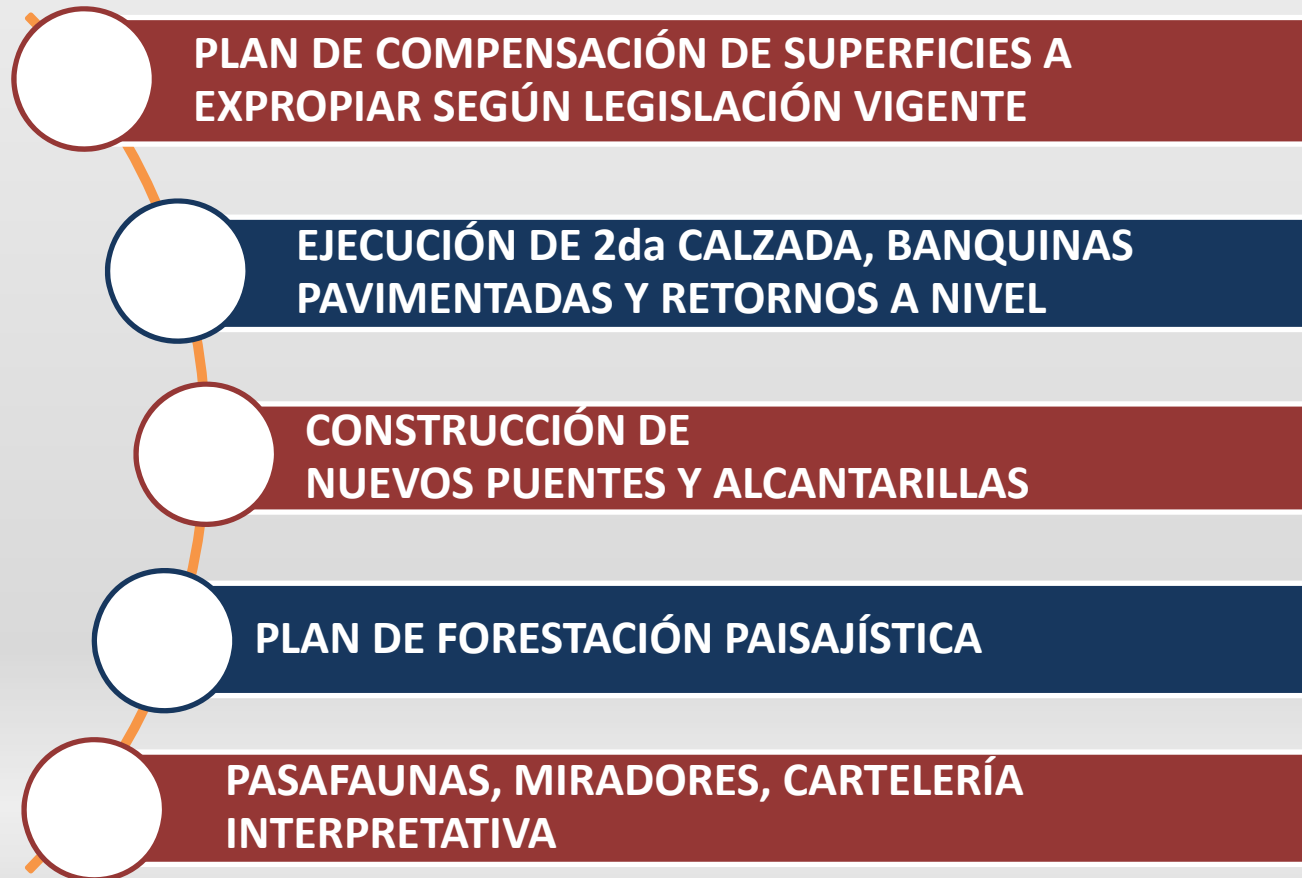 PLAN DE COMPENSACIÓN DE SUPERFICIES A
EXPROPIAR SEGÚN LEGISLACIÓN VIGENTE
EJECUCIÓN DE 2da CALZADA, BANQUINAS
PAVIMENTADAS Y RETORNOS A NIVEL
CONSTRUCCIÓN DE
NUEVOS PUENTES Y ALCANTARILLAS
PLAN DE FORESTACIÓN PAISAJÍSTICA
PASAFAUNAS, MIRADORES, CARTELERÍA
INTERPRETATIVA